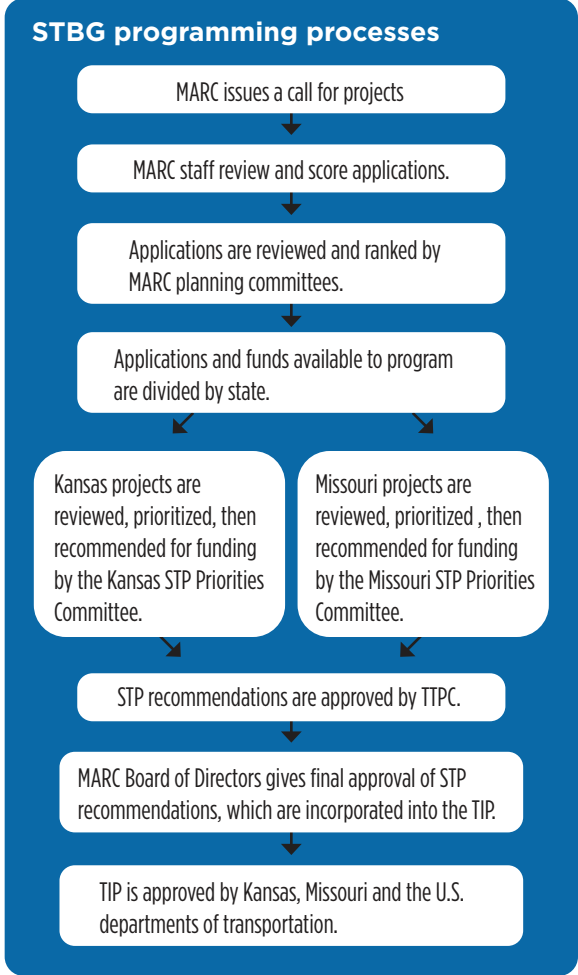 STBG programming processes
MARC issues a call for projects
MARC staff review and score applications.
Applications are reviewed and ranked by
MARC planning committees.
Applications and funds available to program
are divided by state.
Kansas projects are
reviewed, prioritized, then
recommended for funding
by the Kansas STP Priorities
Committee.
Missouri projects are
reviewed, prioritized , then
recommended for funding
by the Missouri STP Priorities
Committee.
STP recommendations are approved by TTPC.
MARC Board of Directors gives final approval of STP
recommendations, which are incorporated into the TIP.
TIP is approved by Kansas, Missouri and the U.S.
departments of transportation.